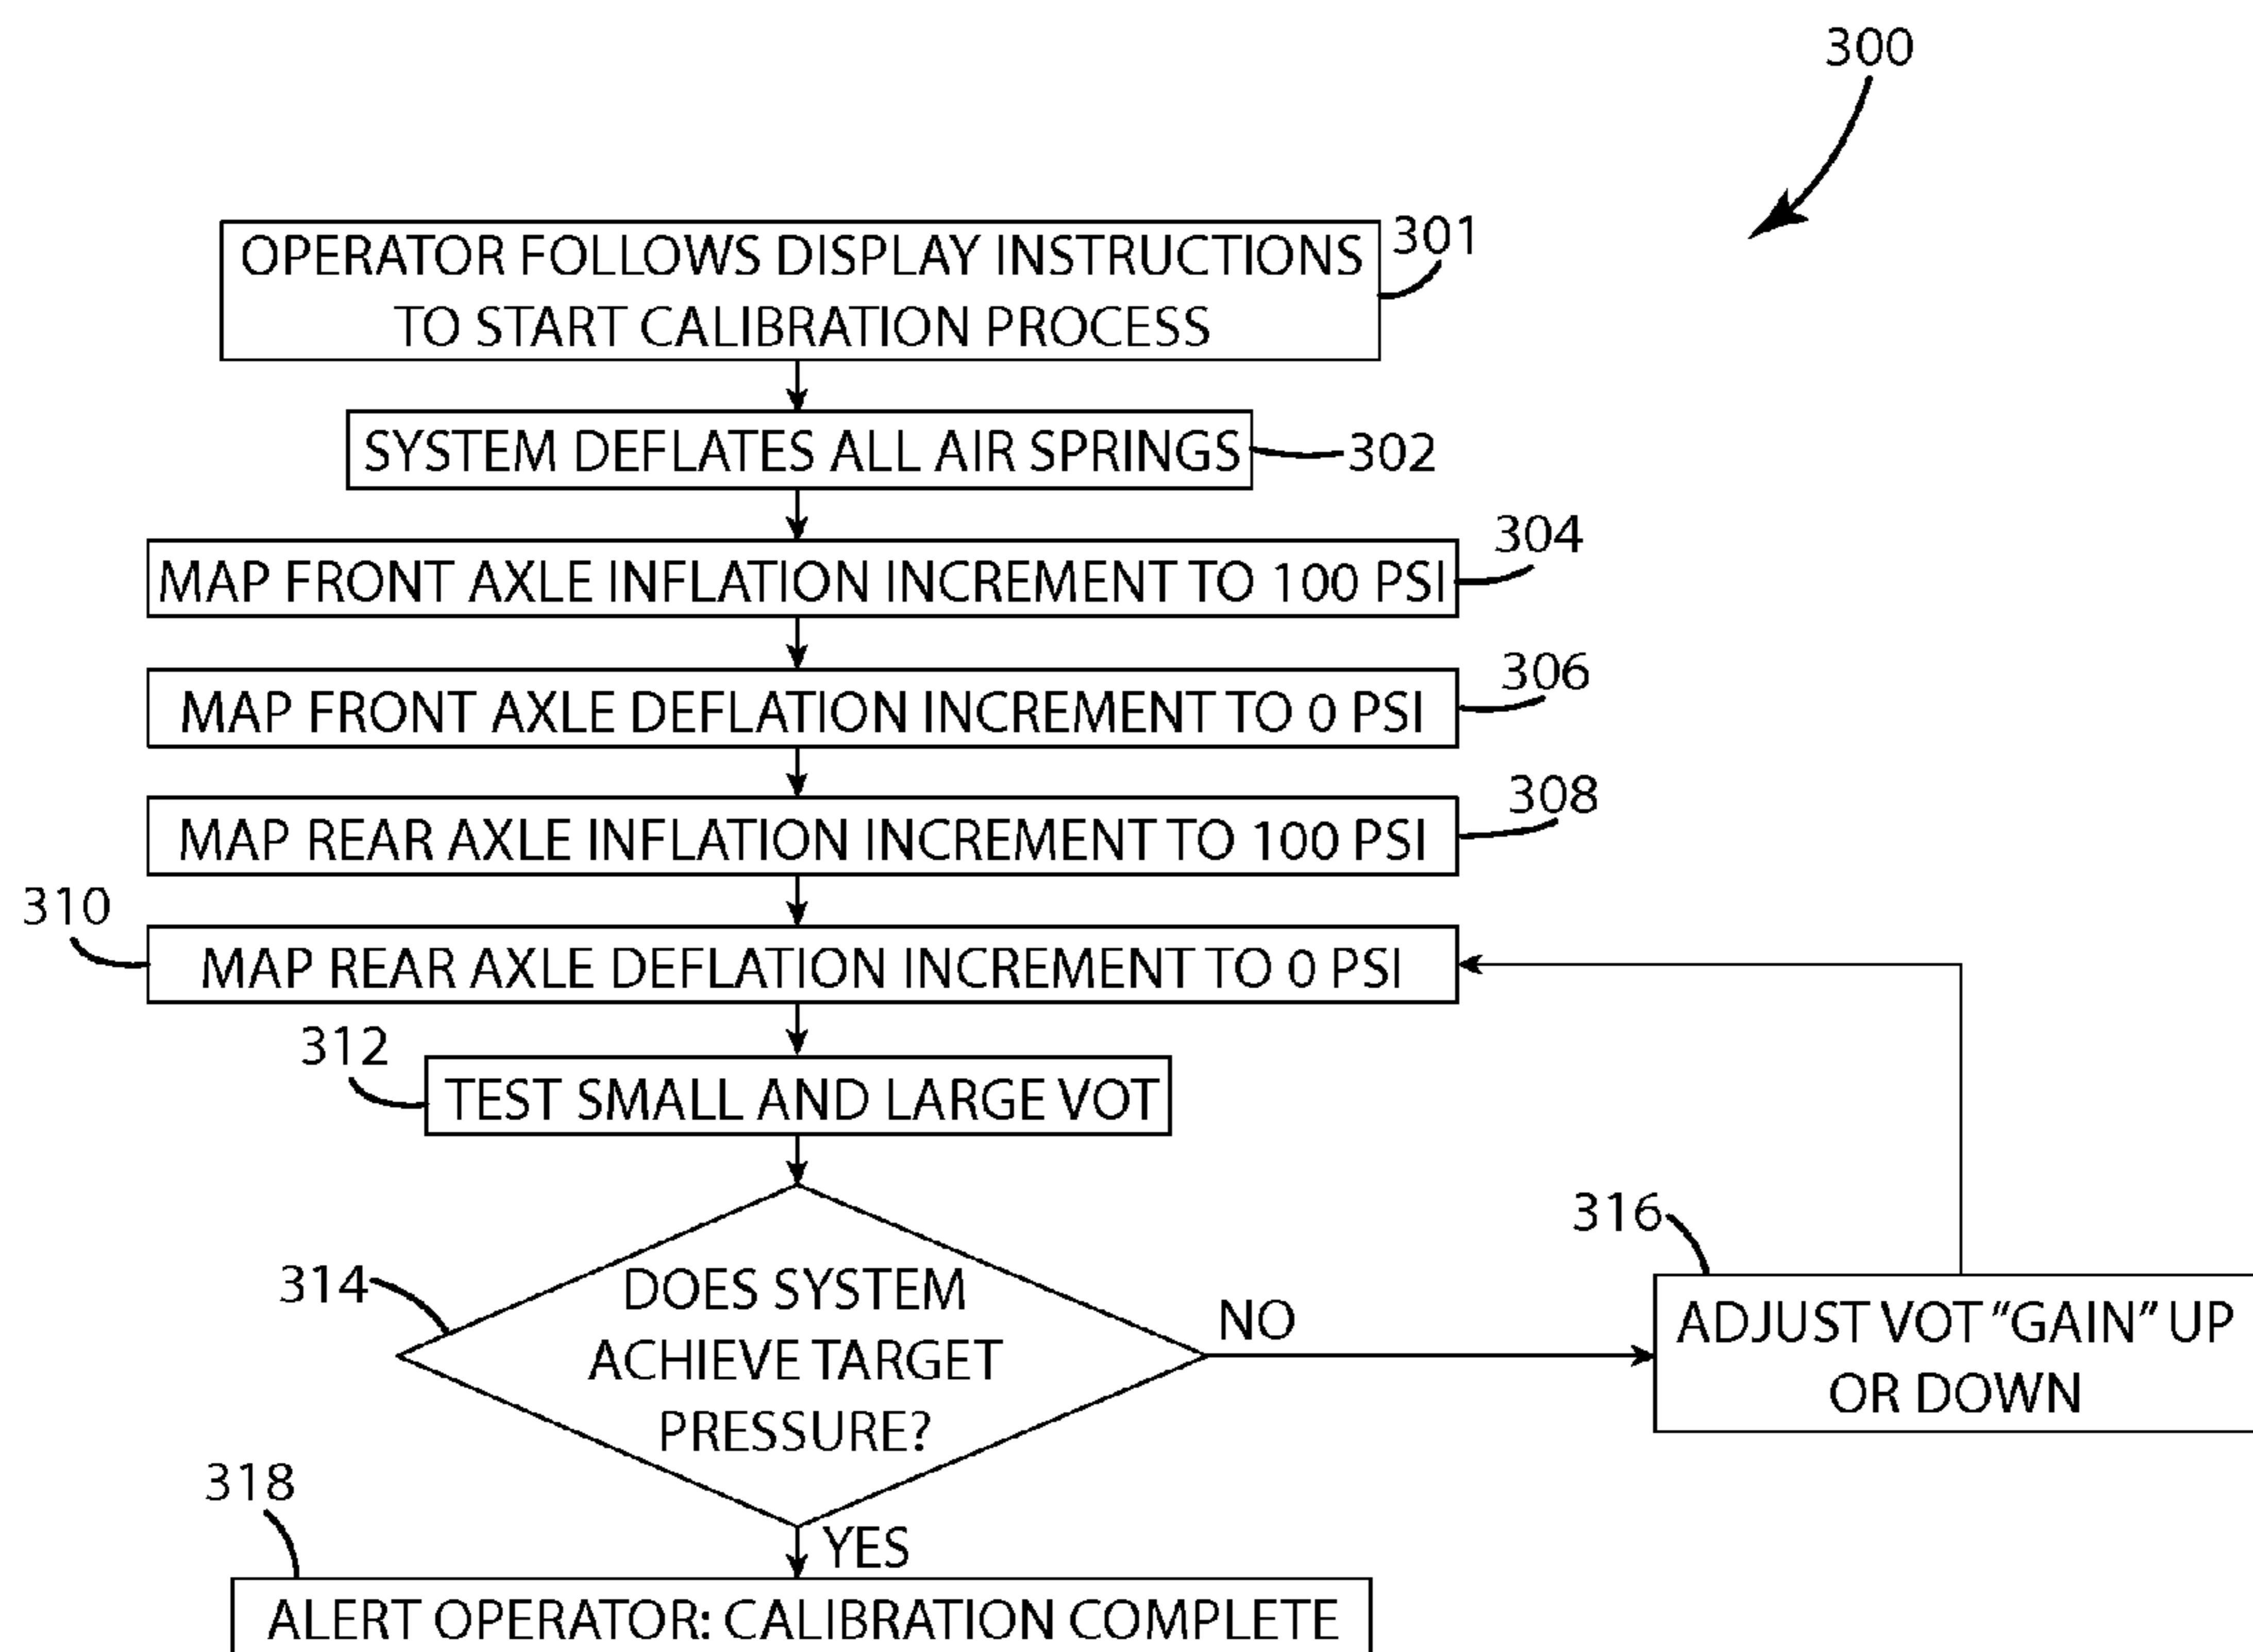 300
OPERATOR FOLLOWS DISPLAY INSTRUCTIONS
TO START CALIBRATION PROCESS
301
SYSTEM DEFLATES ALL AIR SPRINGS
302
304
MAP FRONT AXLE INFLATION INCREMENT TO 100 PSI
306
MAP FRONT AXLE DEFLATION INCREMENT TO 0 PSI
308
MAP REAR AXLE INFLATION INCREMENT TO 100 PSI
310
MAP REAR AXLE DEFLATION INCREMENT TO 0 PSI
312
TEST SMALL AND LARGE VOT
314
DOES SYSTEM
ACHIEVE TARGET
PRESSURE?
NO
316
ADJUST VOT "GAIN" UP
OR DOWN
YES
318
ALERT OPERATOR: CALIBRATION COMPLETE